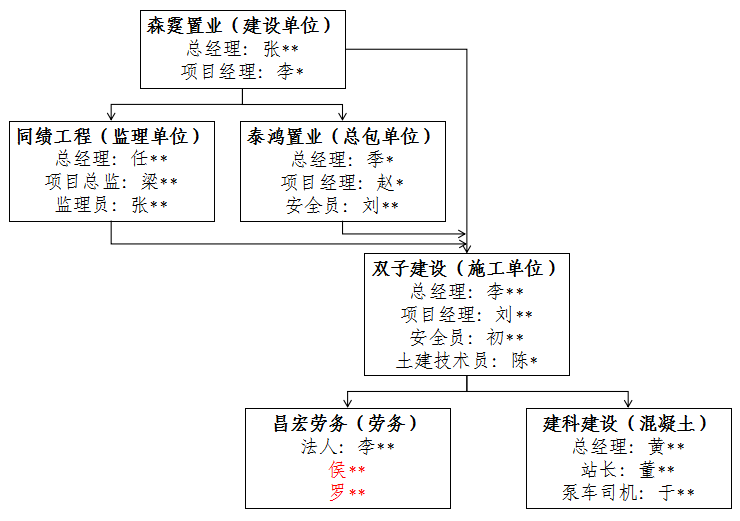 森霆置业（建设单位）
总经理：张**
项目经理：李*
同绩工程（监理单位）
总经理：任**
项目总监：梁**
监理员：张**
泰鸿置业（总包单位）
总经理：季*
项目经理：赵*
安全员：刘**
双子建设（施工单位）
总经理：李**
项目经理：刘**
安全员：初**
土建技术员：陈*
昌宏劳务（劳务）
法人：李**
侯**
罗**
建科建设（混凝土）
总经理：黄**
站长：董**
泵车司机：于**